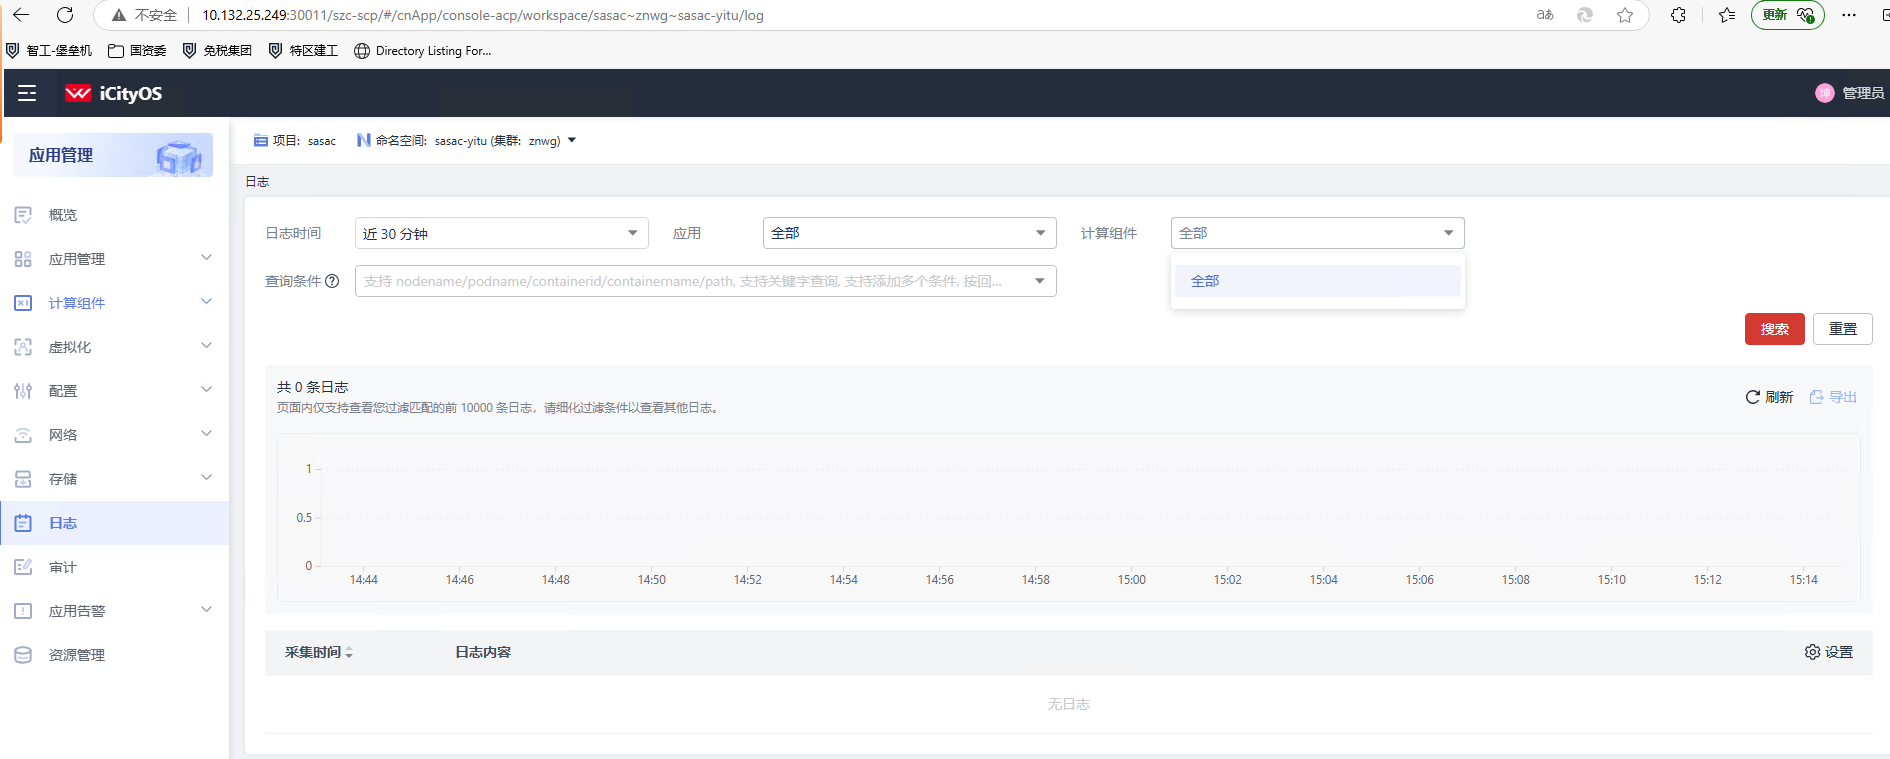 不安全 10.132.25.249:30011/szc-scp/#/cnApp/console-acp/workspace/sasac~znwg~sasac-yitu/log 更新
智工-堡垒机 国资委 免税集团 特区建工 Directory Listing For...
iCityOS 坤 管理员
应用管理
项目: sasac 命名空间: sasac-yitu (集群: znwg)
日志
概览
应用管理
计算组件
虚拟化
配置
网络
存储
日志
审计
应用告警
资源管理
日志时间 近 30 分钟 应用 全部 计算组件 全部
查询条件 支持 nodename/podname/containerid/containername/path, 支持关键字查询, 支持添加多个条件, 按回...
全部
搜索 重置
共 0 条日志
页面内仅支持查看您过滤匹配的前 10000 条日志，请细化过滤条件以查看其他日志。
刷新 导出
1
0.5
0
14:44 14:46 14:48 14:50 14:52 14:54 14:56 14:58 15:00 15:02 15:04 15:06 15:08 15:10 15:12 15:14
采集时间 日志内容 设置
无日志